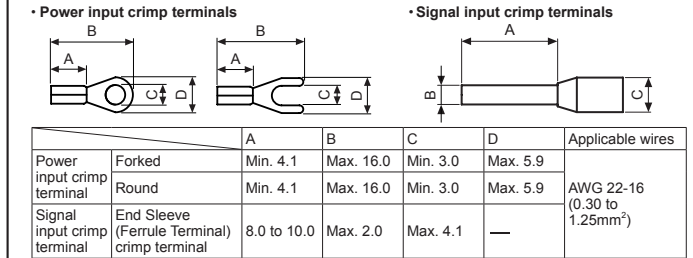 • Power input crimp terminals
• Signal input crimp terminals
B
A
C
D
B
A
C
D
A
B
C
A B C D Applicable wires
Power input crimp terminal
Forked Min. 4.1 Max. 16.0 Min. 3.0 Max. 5.9
Round Min. 4.1 Max. 16.0 Min. 3.0 Max. 5.9
AWG 22-16
(0.30 to
1.25mm²)
Signal input crimp terminal
End Sleeve
(Ferrule Terminal)
crimp terminal
8.0 to 10.0 Max. 2.0 Max. 4.1 —